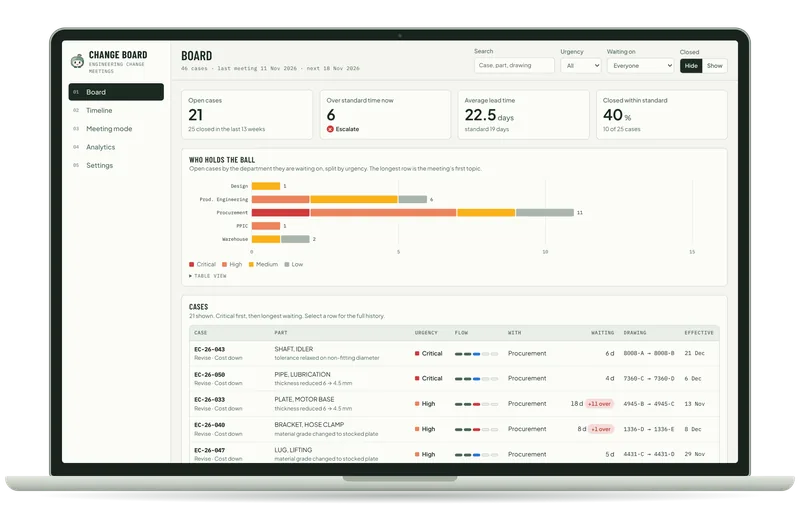 CHANGE BOARD
ENGINEERING CHANGE
MEETINGS
01 Board
02 Timeline
03 Meeting mode
04 Analytics
05 Settings
BOARD
46 cases · last meeting 11 Nov 2026 · next 18 Nov 2026
Search
Case, part, drawing
Urgency
All
Waiting on
Everyone
Closed
Hide Show
Open cases
21
25 closed in the last 13 weeks
Over standard time now
6
Escalate
Average lead time
22.5 days
standard 19 days
Closed within standard
40 %
10 of 25 cases
WHO HOLDS THE BALL
Open cases by the department they are waiting on, split by urgency. The longest row is the meeting's first topic.
Design 1
Prod. Engineering 6
Procurement 11
PPIC 1
Warehouse 2
0 5 10 15
Critical High Medium Low
TABLE VIEW
CASES
21 shown. Critical first, then longest waiting. Select a row for the full history.
CASE PART URGENCY FLOW WITH WAITING DRAWING EFFECTIVE
EC-26-043 SHAFT, IDLER Critical Procurement 6 d 8008-A → 8008-B 21 Dec
Revise · Cost down tolerance relaxed on non-fitting diameter
EC-26-050 PIPE, LUBRICATION Critical Procurement 4 d 7360-C → 7360-D 6 Dec
Revise · Cost down thickness reduced 6 → 4.5 mm
EC-26-033 PLATE, MOTOR BASE High Procurement 18 d +11 over 4945-B → 4945-C 13 Nov
Revise · Cost down thickness reduced 6 → 4.5 mm
EC-26-040 BRACKET, HOSE CLAMP High Procurement 8 d +1 over 1336-D → 1336-E 8 Dec
Revise · Cost down material grade changed to stocked plate
EC-26-047 LUG, LIFTING High Procurement 5 d 4431-C → 4431-D 29 Nov
Revise · Cost down material grade changed to stocked plate